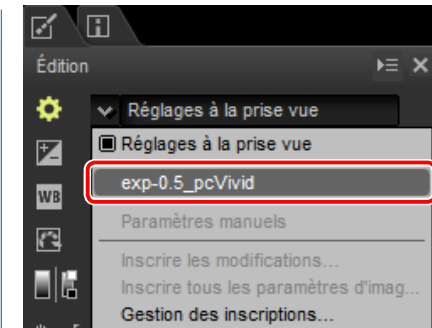 Édition
Réglages à la prise vue
Réglages à la prise vue
exp-0.5_pcVivid
WB
Paramètres manuels
Inscrire les modifications...
Inscrire tous les paramètres d'imag...
Gestion des inscriptions...